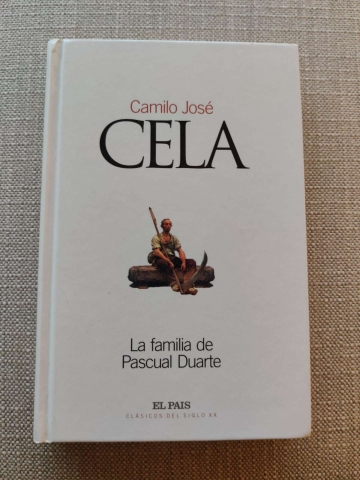 Camilo José
CELA
La familia de
Pascual Duarte
EL PAIS
CLÁSICOS DEL SIGLO XX